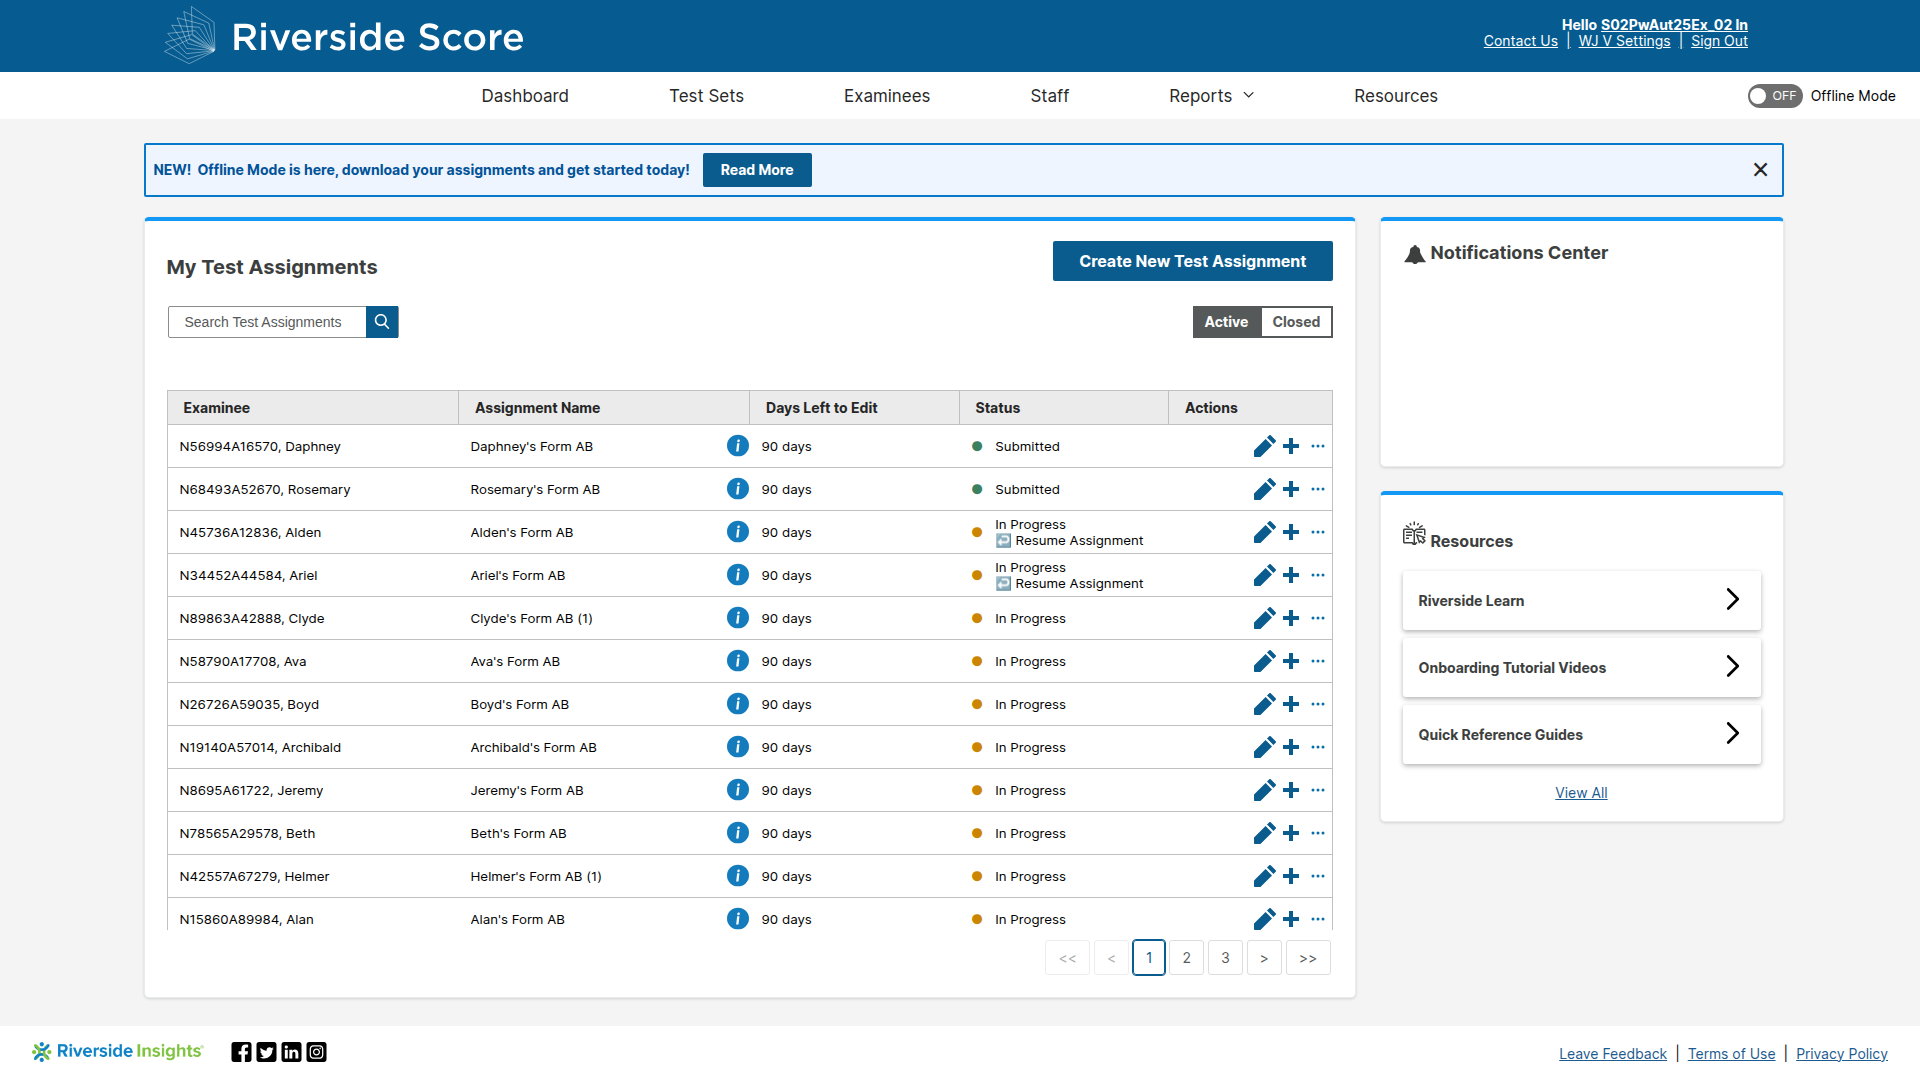 Riverside Score
Hello S02PwAut25Ex_02 In
Contact Us | WJ V Settings | Sign Out
Dashboard
Test Sets
Examinees
Staff
Reports
Resources
OFF
Offline Mode
NEW! Offline Mode is here, download your assignments and get started today!
Read More
My Test Assignments
Create New Test Assignment
Search Test Assignments
Active
Closed
Examinee Assignment Name Days Left to Edit Status Actions
N56994A16570, Daphney Daphney's Form AB i 90 days Submitted
N68493A52670, Rosemary Rosemary's Form AB i 90 days Submitted
N45736A12836, Alden Alden's Form AB i 90 days In Progress
Resume Assignment
N34452A44584, Ariel Ariel's Form AB i 90 days In Progress
Resume Assignment
N89863A42888, Clyde Clyde's Form AB (1) i 90 days In Progress
N58790A17708, Ava Ava's Form AB i 90 days In Progress
N26726A59035, Boyd Boyd's Form AB i 90 days In Progress
N19140A57014, Archibald Archibald's Form AB i 90 days In Progress
N8695A61722, Jeremy Jeremy's Form AB i 90 days In Progress
N78565A29578, Beth Beth's Form AB i 90 days In Progress
N42557A67279, Helmer Helmer's Form AB (1) i 90 days In Progress
N15860A89984, Alan Alan's Form AB i 90 days In Progress
<< < 1 2 3 > >>
Notifications Center
Resources
Riverside Learn
Onboarding Tutorial Videos
Quick Reference Guides
View All
Riverside Insights
Leave Feedback | Terms of Use | Privacy Policy